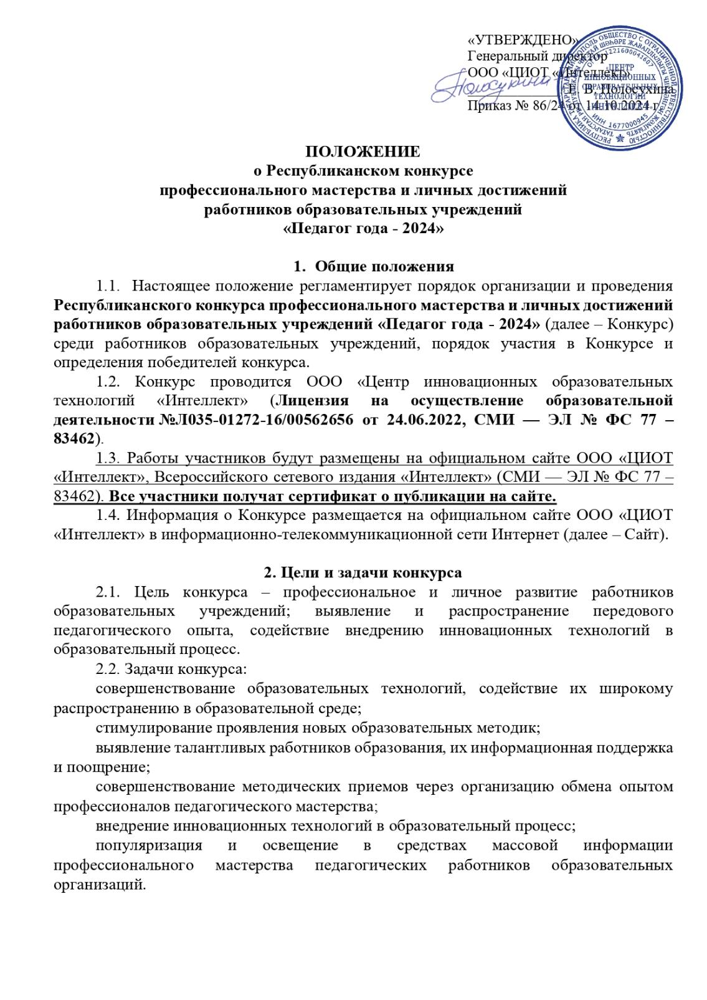 «УТВЕРЖДЕНО»
Генеральный директор
ООО «ЦИОТ «Интеллект»
В. Полосухина
Приказ № 86/24 от 14.10.2024 г.
«ЦЕНТР
ИННОВАЦИОННЫХ
ОБРАЗОВАТЕЛЬНЫХ
ТЕХНОЛОГИЙ
«ИНТЕЛЛЕКТ»
ИНН 1677000945
1221600041607
ОБЩЕСТВО С ОГРАНИЧЕННОЙ ОТВЕТСТВЕННОСТЬЮ
ПОЛОЖЕНИЕ
о Республиканском конкурсе
профессионального мастерства и личных достижений
работников образовательных учреждений
«Педагог года - 2024»
1. Общие положения
1.1. Настоящее положение регламентирует порядок организации и проведения
Республиканского конкурса профессионального мастерства и личных достижений
работников образовательных учреждений «Педагог года - 2024» (далее – Конкурс)
среди работников образовательных учреждений, порядок участия в Конкурсе и
определения победителей конкурса.
1.2. Конкурс проводится ООО «Центр инновационных образовательных
технологий «Интеллект» (Лицензия на осуществление образовательной
деятельности №Л035-01272-16/00562656 от 24.06.2022, СМИ — ЭЛ № ФС 77 –
83462).
1.3. Работы участников будут размещены на официальном сайте ООО «ЦИОТ
«Интеллект», Всероссийского сетевого издания «Интеллект» (СМИ — ЭЛ № ФС 77 –
83462). Все участники получат сертификат о публикации на сайте.
1.4. Информация о Конкурсе размещается на официальном сайте ООО «ЦИОТ
«Интеллект» в информационно-телекоммуникационной сети Интернет (далее – Сайт).
2. Цели и задачи конкурса
2.1. Цель конкурса – профессиональное и личное развитие работников
образовательных учреждений; выявление и распространение передового
педагогического опыта, содействие внедрению инновационных технологий в
образовательный процесс.
2.2. Задачи конкурса:
совершенствование образовательных технологий, содействие их широкому
распространению в образовательной среде;
стимулирование проявления новых образовательных методик;
выявление талантливых работников образования, их информационная поддержка
и поощрение;
совершенствование методических приемов через организацию обмена опытом
профессионалов педагогического мастерства;
внедрение инновационных технологий в образовательный процесс;
популяризация и освещение в средствах массовой информации
профессионального мастерства педагогических работников образовательных
организаций.